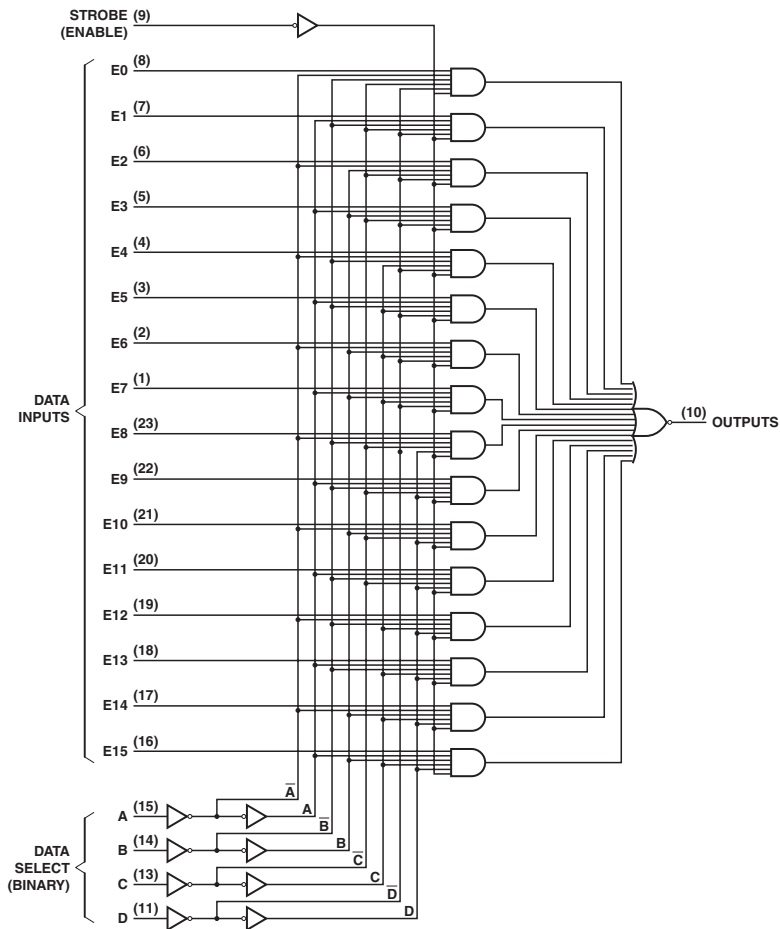 STROBE (9)
(ENABLE)
E0 (8)
E1 (7)
E2 (6)
E3 (5)
E4 (4)
E5 (3)
E6 (2)
E7 (1)
DATA
INPUTS
(10) OUTPUTS
E8 (23)
E9 (22)
E10 (21)
E11 (20)
E12 (19)
E13 (18)
E14 (17)
E15 (16)
A̅
A (15) A
B̅
DATA
SELECT
(BINARY)
B (14) B
C̅
C (13) C
D̅
D (11) D